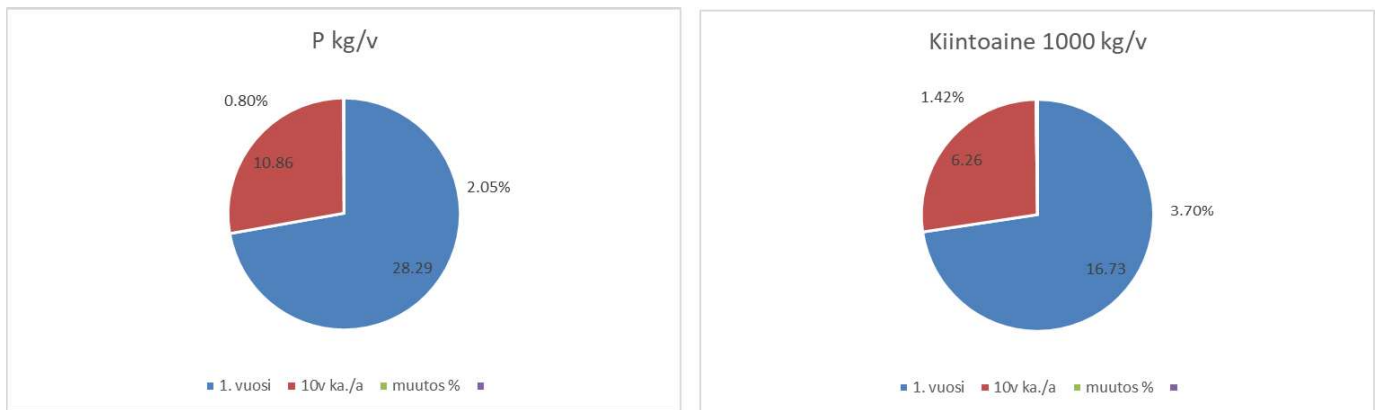 P kg/v
0.80%
10.86
2.05%
28.29
1. vuosi 10v ka./a muutos %
Kiintoaine 1000 kg/v
1.42%
6.26
3.70%
16.73
1. vuosi 10v ka./a muutos %